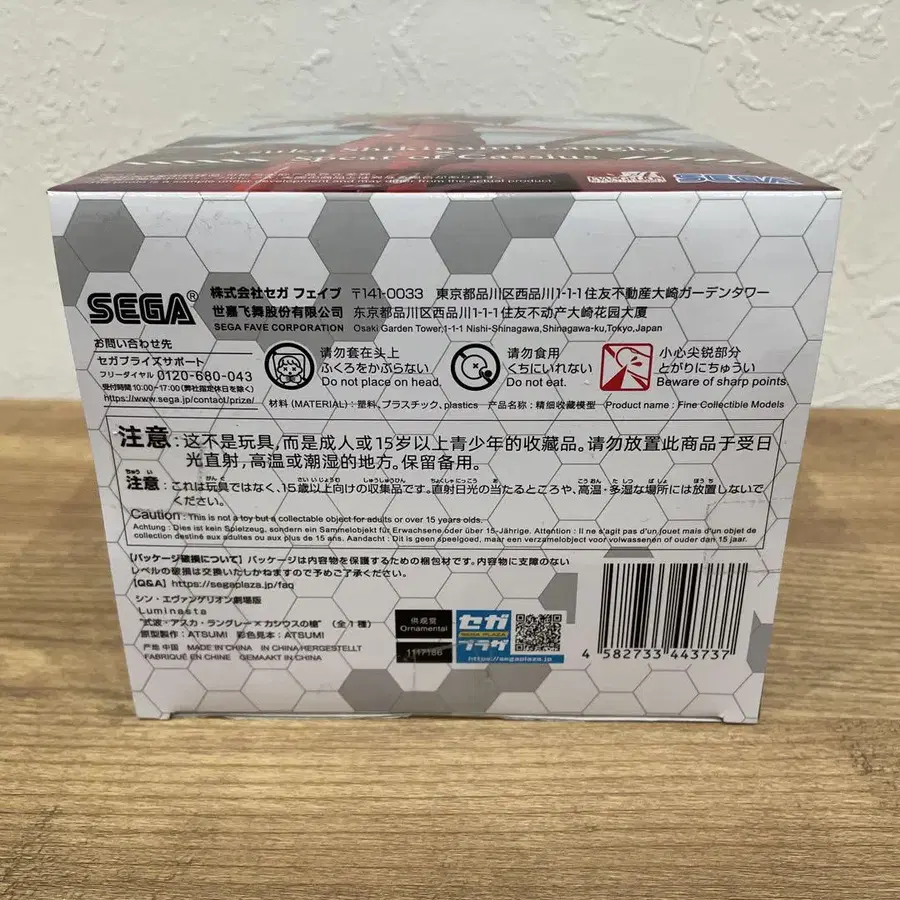 Asuka Shikinami Langley
Spear of Cassius
the photo is a sample under development and may differ from the actual product.
SEGA
SEGA®
株式会社セガ フェイブ 〒141-0033 東京都品川区西品川1-1-1住友不動産大崎ガーデンタワー
世嘉飞舞股份有限公司 东京都品川区西品川1-1-1住友不动产大崎花园大厦
SEGA FAVE CORPORATION Osaki Garden Tower,1-1-1 Nishi-Shinagawa,Shinagawa-ku,Tokyo,Japan
お問い合わせ先
セガプライズサポート
フリーダイヤル 0120-680-043
受付時間 10:00~17:00(弊社指定休日を除く)
https://www.sega.jp/contact/prize/
请勿套在头上
ふくろをかぶらない
Do not place on head.
请勿食用
くちにいれない
Do not eat.
小心尖锐部分
とがりにちゅうい
Beware of sharp points
材料 (MATERIAL) : 塑料, プラスチック, plastics 产品名称 : 精细收藏模型 Product name : Fine Collectible Models
注意:这不是玩具,而是成人或15岁以上青少年的收藏品。请勿放置此商品于受日
光直射,高温或潮湿的地方。保留备用。
注意:これは玩具ではなく、15歳以上向けの収集品です。直射日光の当たるところや、高温・多湿な場所には放置しないで
ください。
Caution : This is not a toy but a collectable object for adults or over 15 years olds.
Achtung : Dies ist kein Spielzeug, sondern ein Sammelobjekt für Erwachsene oder über 15-Jährige. Attention : Il ne s'agit pas d'un jouet mais d'un objet de
collection destiné aux adultes ou aux plus de 15 ans. Aandacht : Dit is geen speelgoed, maar een verzamelobject voor volwassenen of ouder dan 15 jaar.
【パッケージ破損について】パッケージは内容物を保護するための梱包材です。内容物に支障のない
レベルの破損は交換いたしかねますので予めご了承ください。
【Q&A】https://segaplaza.jp/faq
シン・エヴァンゲリオン劇場版
Luminasta
"式波・アスカ・ラングレー×カシウスの槍" (全1種)
原型製作:ATSUMI 彩色見本:ATSUMI
产地 中国 MADE IN CHINA IN CHINA HERGESTELLT
FABRIQUÉ EN CHINE GEMAAKT IN CHINA
供观赏
Ornamental
1117186
セガ
SEGA PLAZA
プラザ
https://segaplaza.jp
4 582733 443737